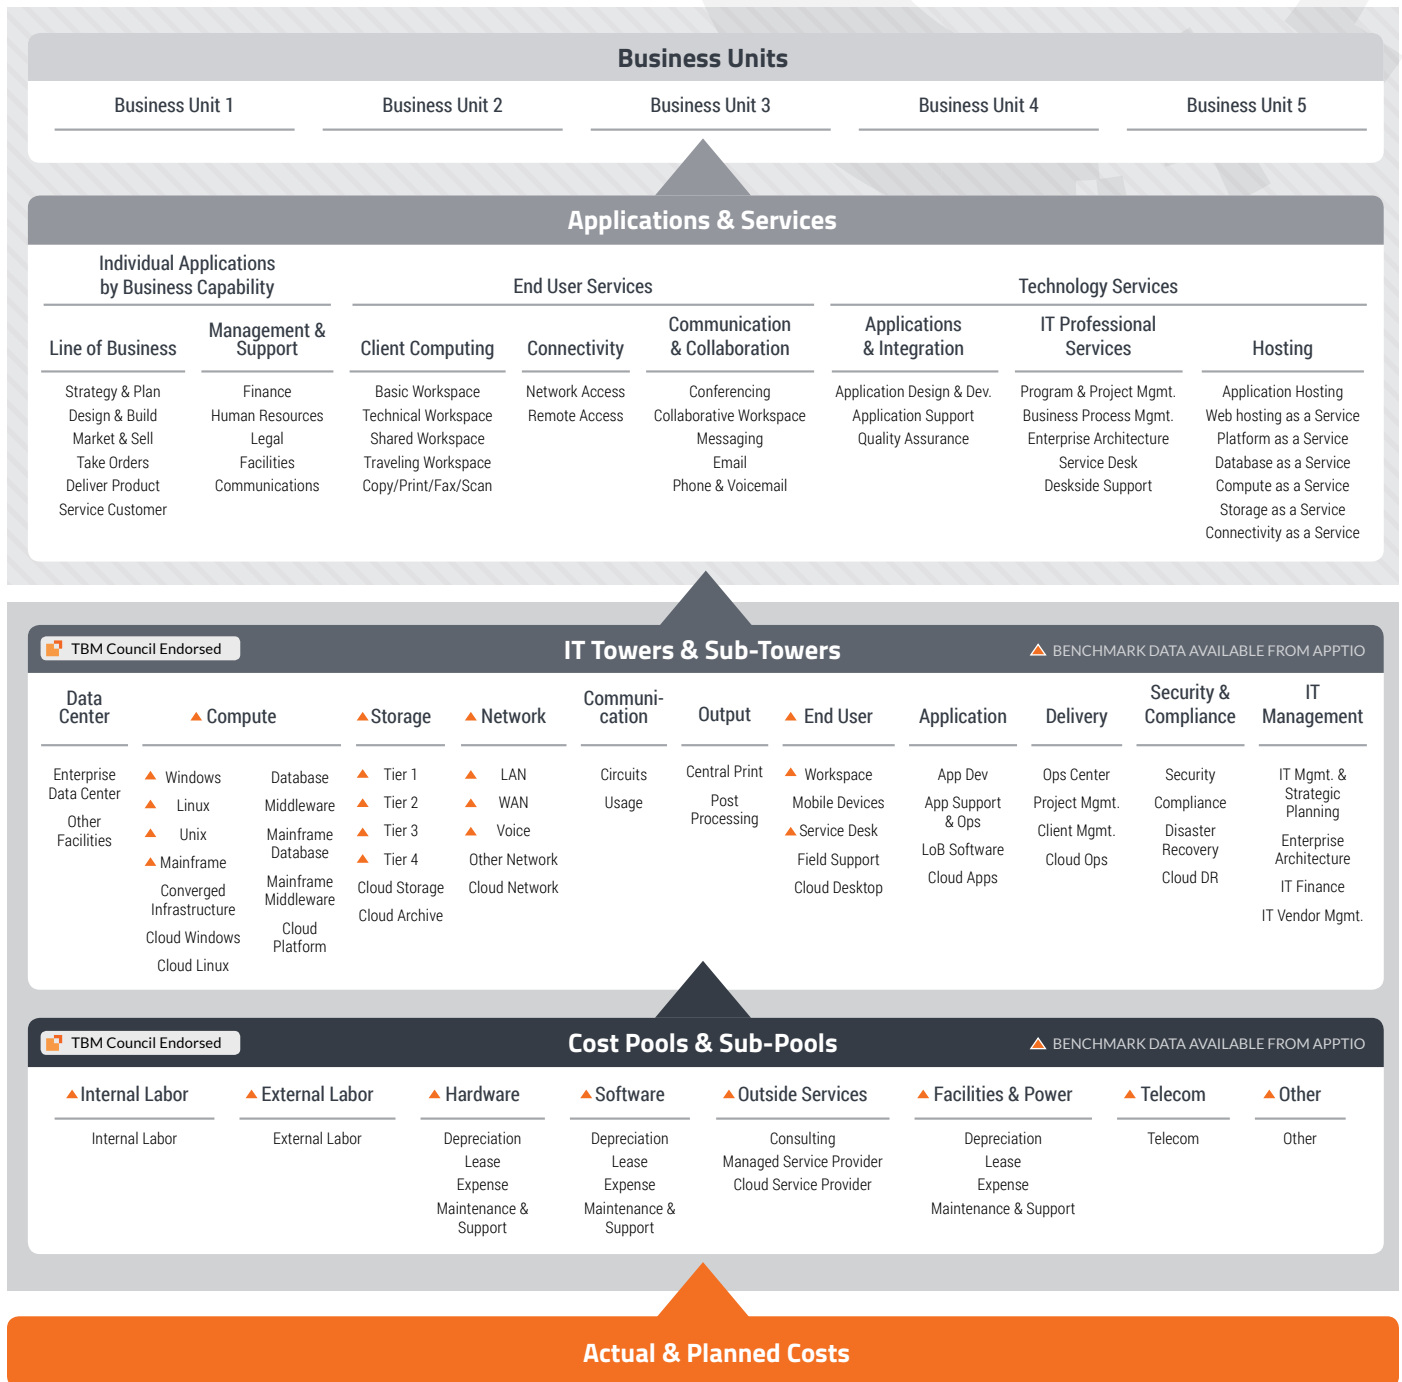 Business Units
Business Unit 1
Business Unit 2
Business Unit 3
Business Unit 4
Business Unit 5
Applications & Services
Individual Applications
by Business Capability
End User Services
Technology Services
Line of Business
Strategy & Plan
Design & Build
Market & Sell
Take Orders
Deliver Product
Service Customer
Management &
Support
Finance
Human Resources
Legal
Facilities
Communications
Client Computing
Basic Workspace
Technical Workspace
Shared Workspace
Traveling Workspace
Copy/Print/Fax/Scan
Connectivity
Network Access
Remote Access
Communication
& Collaboration
Conferencing
Collaborative Workspace
Messaging
Email
Phone & Voicemail
Applications
& Integration
Application Design & Dev.
Application Support
Quality Assurance
IT Professional
Services
Program & Project Mgmt.
Business Process Mgmt.
Enterprise Architecture
Service Desk
Deskside Support
Hosting
Application Hosting
Web hosting as a Service
Platform as a Service
Database as a Service
Compute as a Service
Storage as a Service
Connectivity as a Service
TBM Council Endorsed
IT Towers & Sub-Towers
BENCHMARK DATA AVAILABLE FROM APPTIO
Data
Center
Enterprise
Data Center
Other
Facilities
Compute
Windows
Linux
Unix
Mainframe
Converged
Infrastructure
Cloud Windows
Cloud Linux
Database
Middleware
Mainframe
Database
Mainframe
Middleware
Cloud
Platform
Storage
Tier 1
Tier 2
Tier 3
Tier 4
Cloud Storage
Cloud Archive
Network
LAN
WAN
Voice
Other Network
Cloud Network
Communi-
cation
Circuits
Usage
Output
Central Print
Post
Processing
End User
Workspace
Mobile Devices
Service Desk
Field Support
Cloud Desktop
Application
App Dev
App Support
& Ops
LoB Software
Cloud Apps
Delivery
Ops Center
Project Mgmt.
Client Mgmt.
Cloud Ops
Security &
Compliance
Security
Compliance
Disaster
Recovery
Cloud DR
IT
Management
IT Mgmt. &
Strategic
Planning
Enterprise
Architecture
IT Finance
IT Vendor Mgmt.
TBM Council Endorsed
Cost Pools & Sub-Pools
BENCHMARK DATA AVAILABLE FROM APPTIO
Internal Labor
Internal Labor
External Labor
External Labor
Hardware
Depreciation
Lease
Expense
Maintenance &
Support
Software
Depreciation
Lease
Expense
Maintenance &
Support
Outside Services
Consulting
Managed Service Provider
Cloud Service Provider
Facilities & Power
Depreciation
Lease
Expense
Maintenance & Support
Telecom
Telecom
Other
Other
Actual & Planned Costs